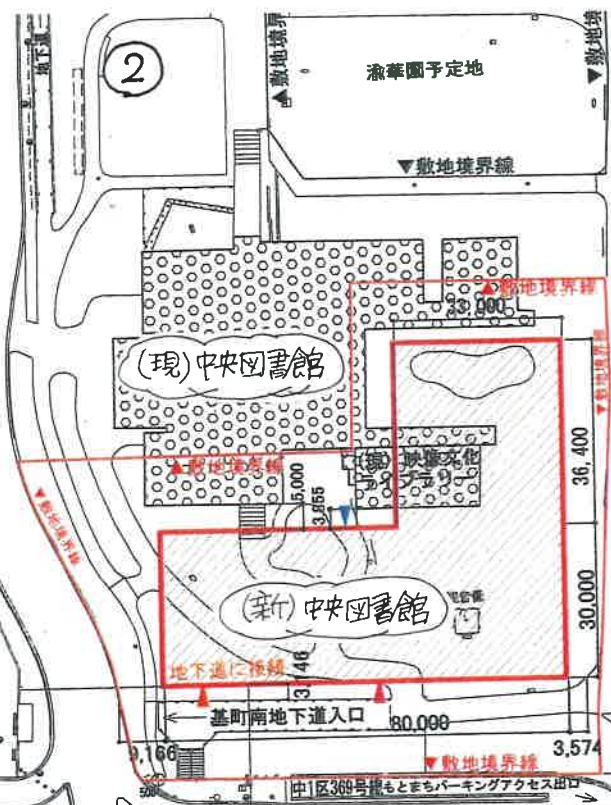 地下道
②
▲敷地境界線
渝華園予定地
▼敷地境界線
▼敷地境界線
▲敷地境界線
33,000
▼敷地境界線
(現)中央図書館
36,400
▲敷地境界線
(現)映像文化
ライブラリー
5,000
3,955
▼敷地境界線
(新)中央図書館
30,000
地下道に接続
3,146
基町南地下道入口
80,000
9,166
3,574
▼敷地境界線
中1区369号線もとまちパーキングアクセス出口